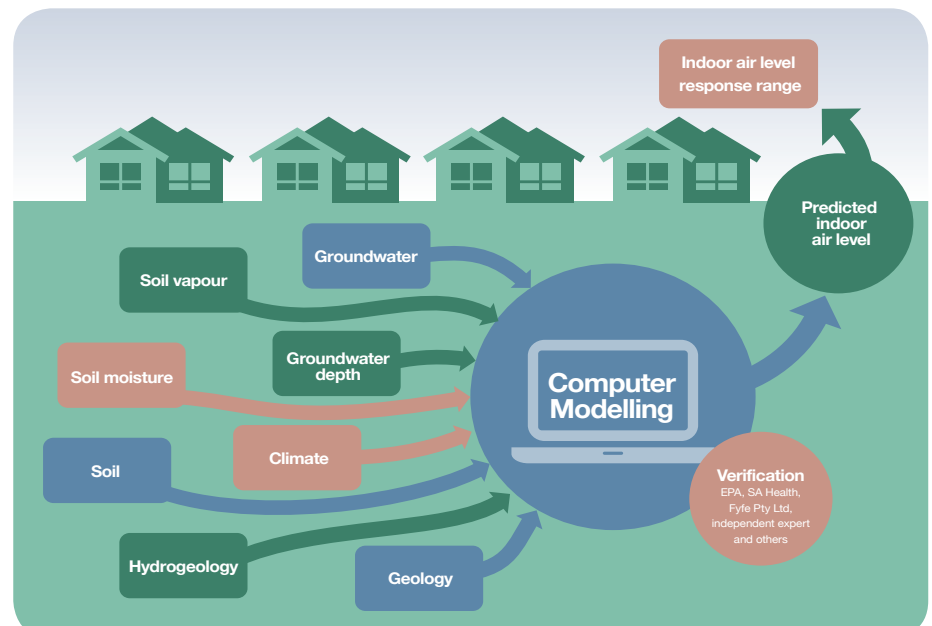 Indoor air level
response range
Predicted
indoor
air level
Groundwater
Soil vapour
Groundwater
depth
Soil moisture
Computer
Modelling
Climate
Soil
Verification
EPA, SA Health,
Fyfe Pty Ltd,
independent expert
and others
Hydrogeology
Geology